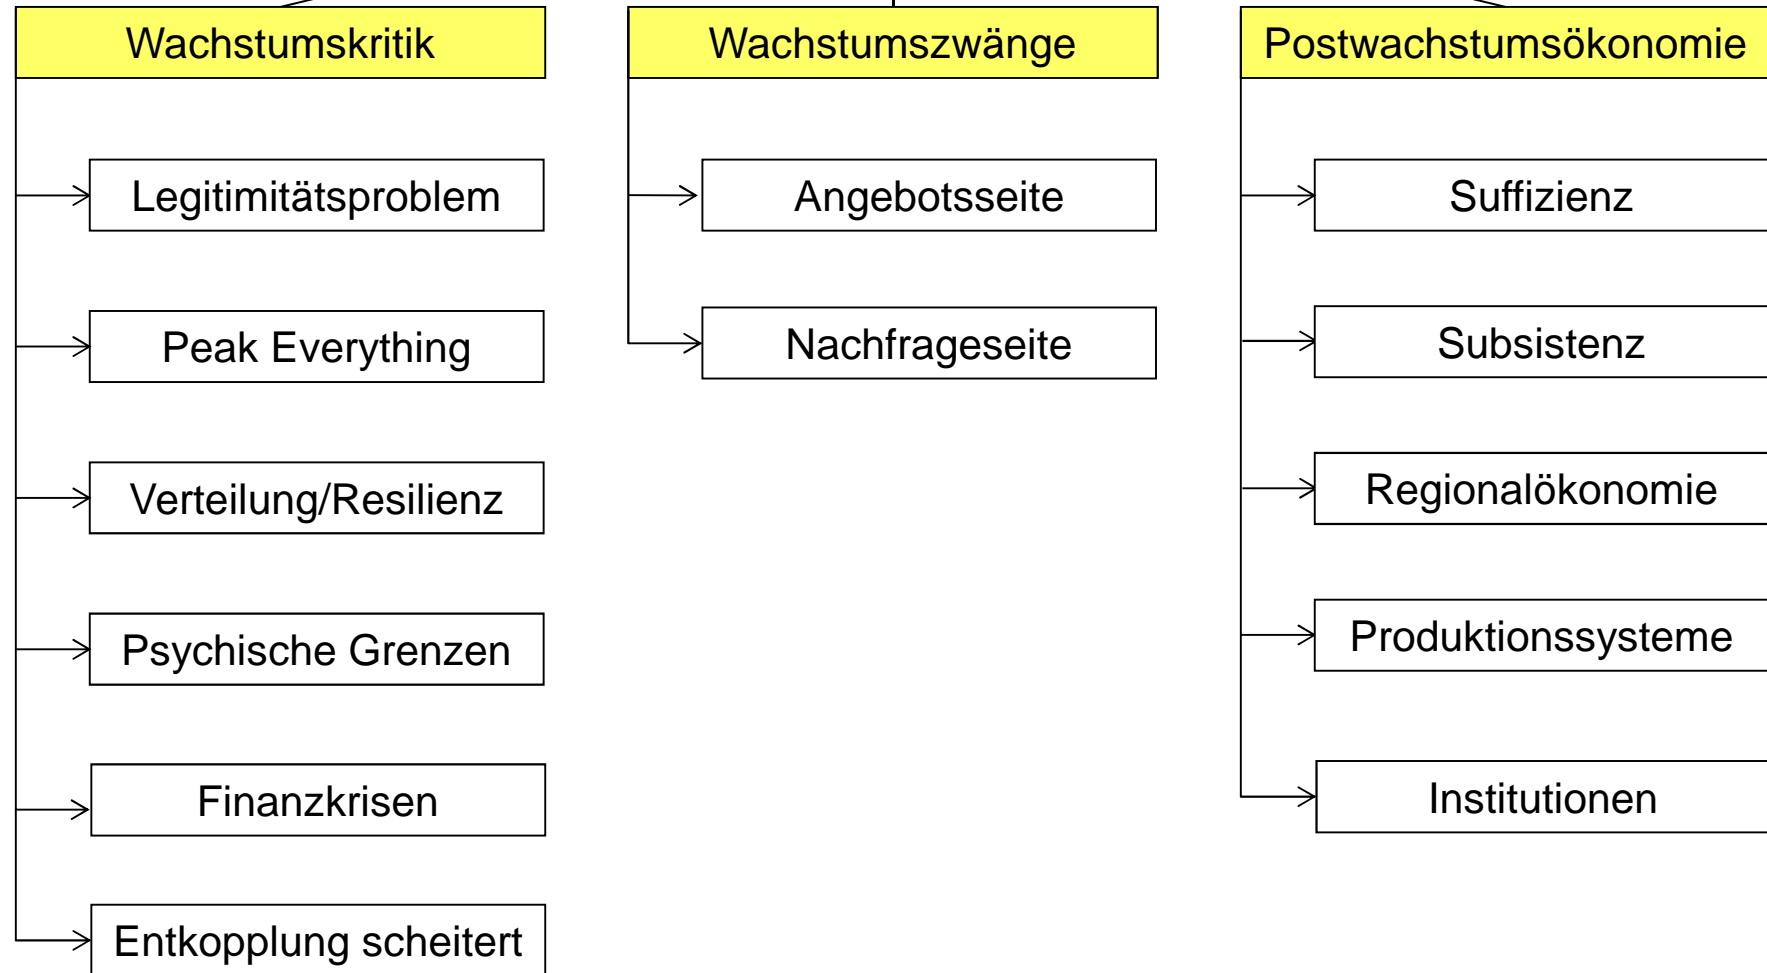 Wachstumskritik
Legitimitätsproblem
Peak Everything
Verteilung/Resilienz
Psychische Grenzen
Finanzkrisen
Entkopplung scheitert
Wachstumszwänge
Angebotsseite
Nachfrageseite
Postwachstumsökonomie
Suffizienz
Subsistenz
Regionalökonomie
Produktionssysteme
Institutionen